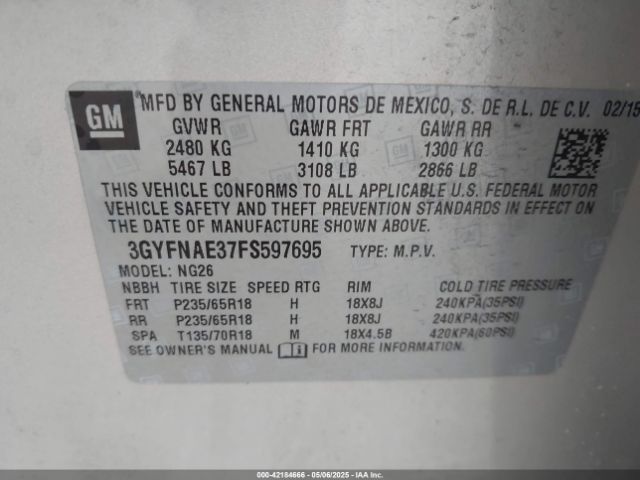 GM
MFD BY GENERAL MOTORS DE MEXICO, S. DE R.L. DE C.V. 02/15
GVWR GAWR FRT GAWR RR
2480 KG 1410 KG 1300 KG
5467 LB 3108 LB 2866 LB
THIS VEHICLE CONFORMS TO ALL APPLICABLE U.S. FEDERAL MOTOR
VEHICLE SAFETY AND THEFT PREVENTION STANDARDS IN EFFECT ON
THE DATE OF MANUFACTURE SHOWN ABOVE.
3GYFNAE37FS597695 TYPE: M.P.V.
MODEL: NG26
NBBH TIRE SIZE SPEED RTG RIM COLD TIRE PRESSURE
FRT P235/65R18 H 18X8J 240KPA(35PSI)
RR P235/65R18 H 18X8J 240KPA(35PSI)
SPA T135/70R18 M 18X4.5B 420KPA(60PSI)
SEE OWNER'S MANUAL FOR MORE INFORMATION.
000-42184666 - 05/06/2025 - IAAI, Inc.